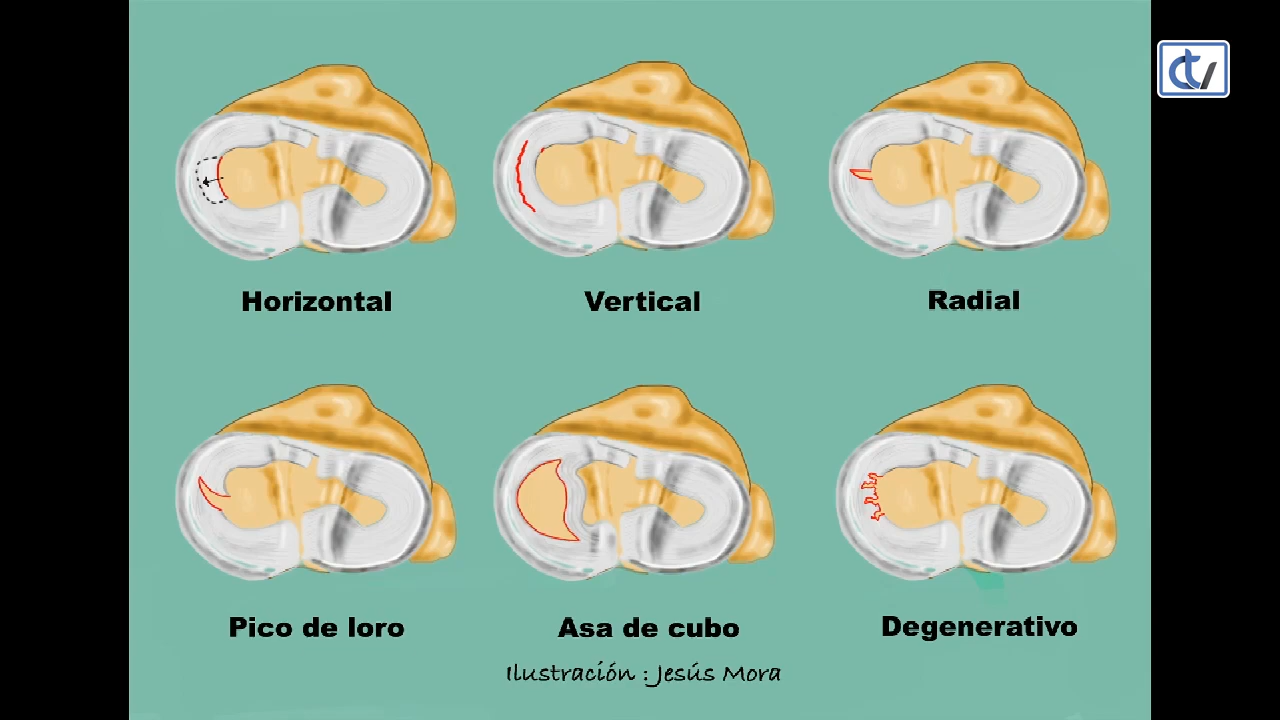 Horizontal
Vertical
Radial
Pico de loro
Asa de cubo
Degenerativo
Ilustración : Jesús Mora